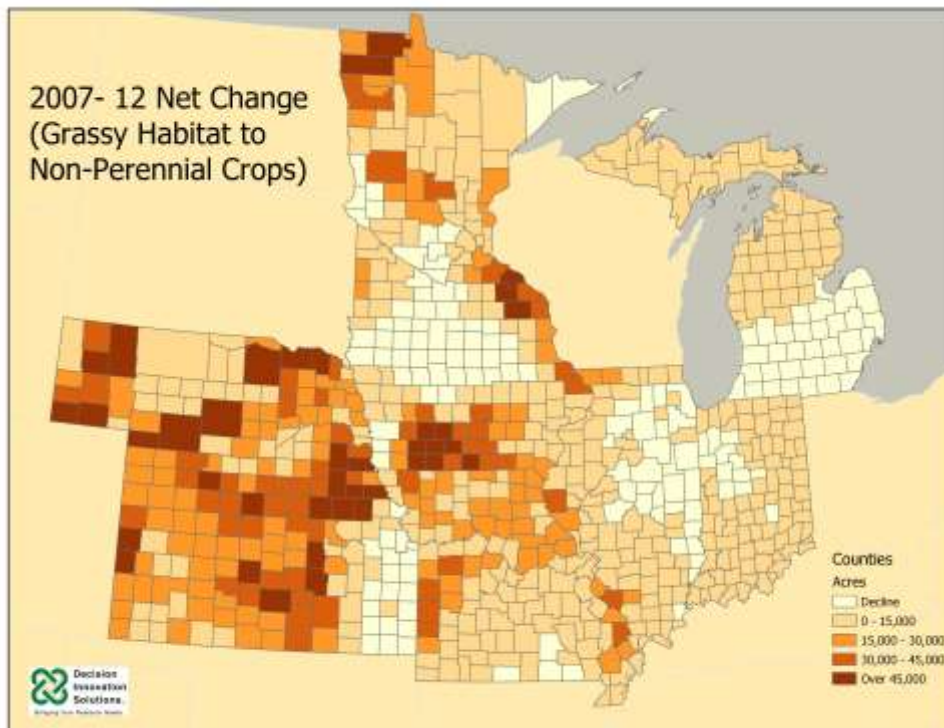 2007- 12 Net Change
(Grassy Habitat to
Non-Perennial Crops)
Counties
Acres
Decline
0 - 15,000
15,000 - 30,000
30,000 - 45,000
Over 45,000
Decision
Innovation
Solutions.